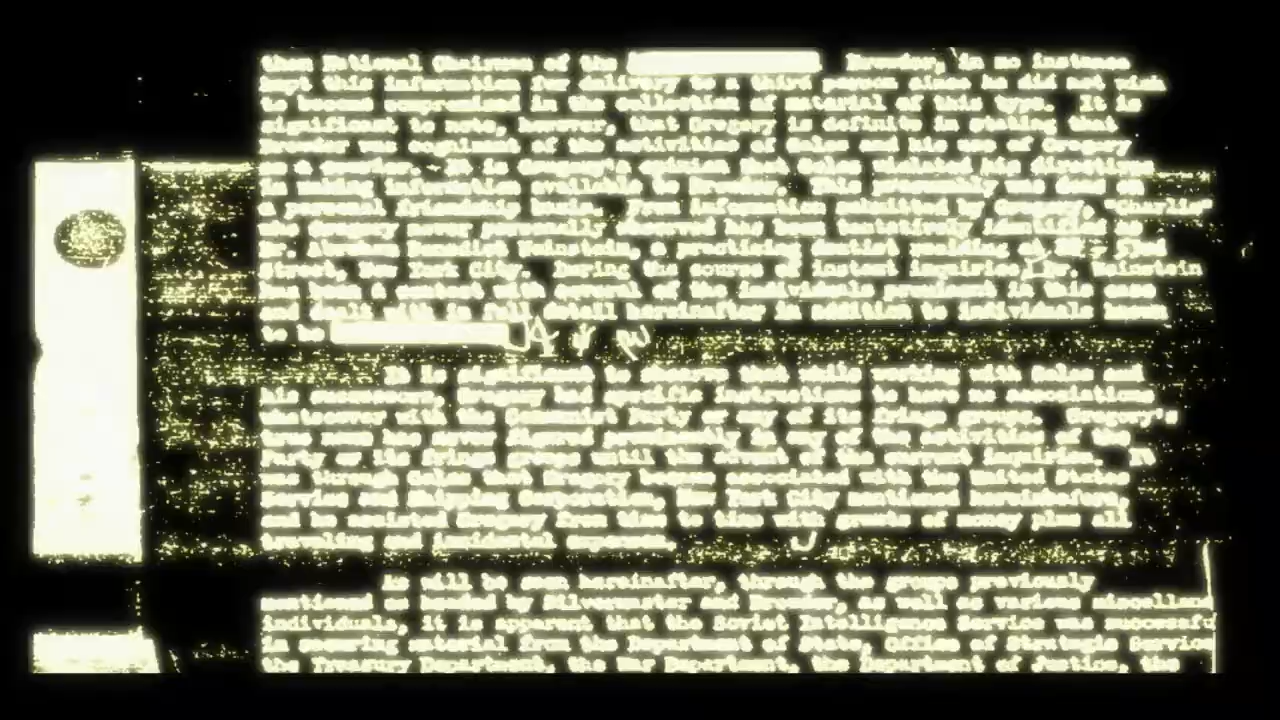 then National Chairman of the Browder, in no instance
kept this information for delivery to a third person since he did not wish
to become compromised in the collection of material of this type. It is
significant to note, however, that Gregory is definite in stating that
Browder was cognizant of the activities of Golos and his use of Gregory
as a It is Gregory's opinion that Golos violated his directives
in making information available to Browder. This presumably was done on
a personal friendship basis. From information submitted by Gregory, "Charlie"
who Gregory never personally observed has been tentatively identified as
Dr. Abraham Benedict Weinstein, a practicing dentist residing at
Street, New York City. During the course of instant inquiries Dr. Weinstein
has been in contact with several of the individuals prominent in this case
and deals with in full detail hereinafter in addition to individuals known
to be
It is significant to observe that while working with Golos and
his successors, Gregory had specific instructions to have no associations
whatsoever with the Communist Party or any of its fringe groups. Gregory's
true name has never figured prominently in any of the activities of the
Party or its fringe groups until the advent of the current inquiries. It
was through Golos that Gregory became associated with the United States
Service and Shipping Corporation, New York City mentioned hereinbefore,
and he assisted Gregory from time to time with grants of money plus all
traveling and incidental expenses.
As will be seen hereinafter, through the groups previously
mentioned as headed by Silvermaster and Browder, as well as various miscellan
individuals, it is apparent that the Soviet Intelligence Service was successfu
in securing material from the Department of State, Office of Strategic Service
the Treasury Department, the War Department, the Department of Justice, the